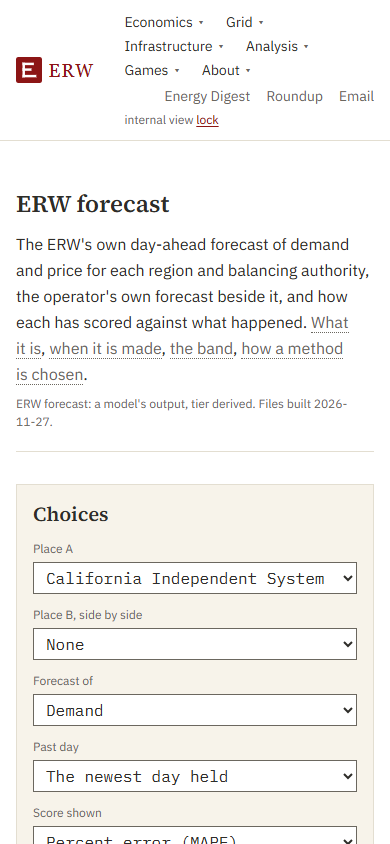 Economics ▾ Grid ▾
Infrastructure ▾ Analysis ▾
E ERW
Games ▾ About ▾
Energy Digest Roundup Email
internal view lock
ERW forecast
The ERW's own day-ahead forecast of demand
and price for each region and balancing authority,
the operator's own forecast beside it, and how
each has scored against what happened. What
it is, when it is made, the band, how a method
is chosen.
ERW forecast: a model's output, tier derived. Files built 2026-
11-27.
Choices
Place A
California Independent System
Place B, side by side
None
Forecast of
Demand
Past day
The newest day held
Score shown
Percent error (MAPE)